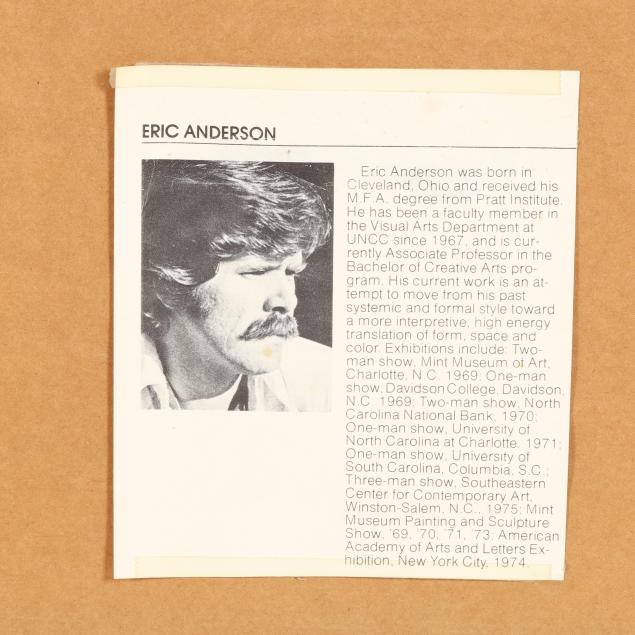 ERIC ANDERSON
Eric Anderson was born in
Cleveland, Ohio and received his
M.F.A. degree from Pratt Institute.
He has been a faculty member in
the Visual Arts Department at
UNCC since 1967, and is cur-
rently Associate Professor in the
Bachelor of Creative Arts pro-
gram. His current work is an at-
tempt to move from his past
systemic and formal style toward
a more interpretive, high energy
translation of form, space and
color. Exhibitions include: Two-
man show, Mint Museum of Art,
Charlotte, N.C. 1969; One-man
show, Davidson College, Davidson,
N.C. 1969; Two-man show, North
Carolina National Bank, 1970;
One-man show, University of
North Carolina at Charlotte, 1971;
One-man show, University of
South Carolina, Columbia, S.C.;
Three-man show, Southeastern
Center for Contemporary Art,
Winston-Salem, N.C., 1975; Mint
Museum Painting and Sculpture
Show, '69, '70, '71, '73; American
Academy of Arts and Letters Ex-
hibition, New York City, 1974.